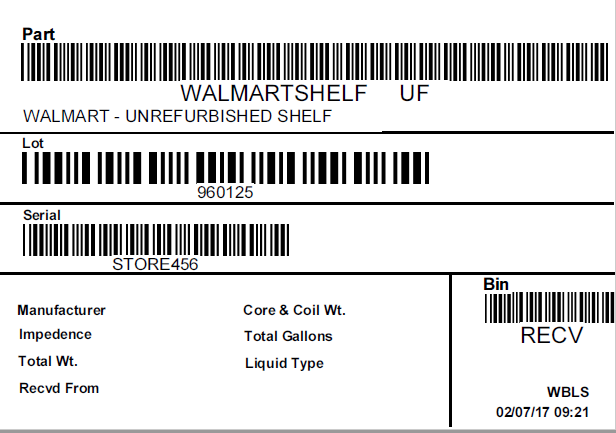 Part
WALMARTSHELF UF
WALMART - UNREFURBISHED SHELF
Lot
960125
Serial
STORE456
Manufacturer
Core & Coil Wt.
Impedence
Total Gallons
Total Wt.
Liquid Type
Recvd From
Bin
RECV
WBLS
02/07/17 09:21